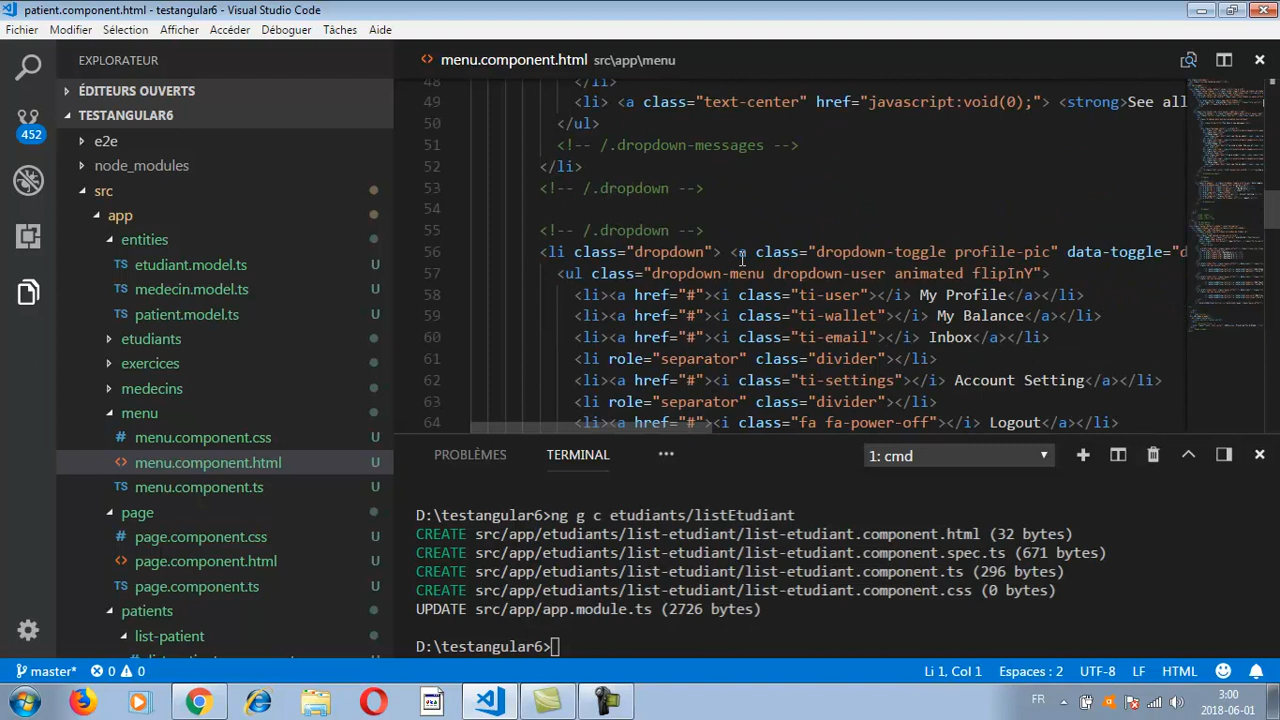 patient.component.html - testangular6 - Visual Studio Code
Fichier Modifier Sélection Afficher Accéder Déboguer Tâches Aide
EXPLORATEUR
ÉDITEURS OUVERTS
TESTANGULAR6
e2e
node_modules
src
app
entities
TS etudiant.model.ts U
TS medecin.model.ts U
TS patient.model.ts U
etudiants
exercices
medecins
menu
# menu.component.css U
<> menu.component.html U
TS menu.component.ts U
page
# page.component.css U
<> page.component.html U
TS page.component.ts U
patients
list-patient
452
<> menu.component.html src\app\menu
48 </li>
49 <li> <a class="text-center" href="javascript:void(0);"> <strong>See all
50 </ul>
51 <!-- /.dropdown-messages -->
52 </li>
53 <!-- /.dropdown -->
54
55 <!-- /.dropdown -->
56 <li class="dropdown"> <a class="dropdown-toggle profile-pic" data-toggle="d
57 <ul class="dropdown-menu dropdown-user animated flipInY">
58 <li><a href="#"><i class="ti-user"></i> My Profile</a></li>
59 <li><a href="#"><i class="ti-wallet"></i> My Balance</a></li>
60 <li><a href="#"><i class="ti-email"></i> Inbox</a></li>
61 <li role="separator" class="divider"></li>
62 <li><a href="#"><i class="ti-settings"></i> Account Setting</a></li>
63 <li role="separator" class="divider"></li>
64 <li><a href="#"><i class="fa fa-power-off"></i> Logout</a></li>
PROBLÈMES TERMINAL ••• 1: cmd
D:\testangular6>ng g c etudiants/listEtudiant
CREATE src/app/etudiants/list-etudiant/list-etudiant.component.html (32 bytes)
CREATE src/app/etudiants/list-etudiant/list-etudiant.component.spec.ts (671 bytes)
CREATE src/app/etudiants/list-etudiant/list-etudiant.component.ts (296 bytes)
CREATE src/app/etudiants/list-etudiant/list-etudiant.component.css (0 bytes)
UPDATE src/app/app.module.ts (2726 bytes)
D:\testangular6>
master* 0 0 Li 1, Col 1 Espaces : 2 UTF-8 LF HTML
FR 3:00
2018-06-01